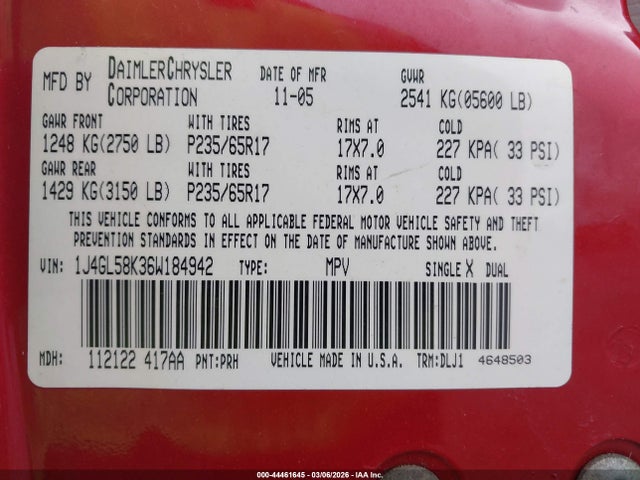 MFD BY DAIMLERCHRYSLER CORPORATION DATE OF MFR 11-05 GVWR 2541 KG(05600 LB)
GAWR FRONT WITH TIRES RIMS AT COLD
1248 KG(2750 LB) P235/65R17 17X7.0 227 KPA( 33 PSI)
GAWR REAR WITH TIRES RIMS AT COLD
1429 KG(3150 LB) P235/65R17 17X7.0 227 KPA( 33 PSI)
THIS VEHICLE CONFORMS TO ALL APPLICABLE FEDERAL MOTOR VEHICLE SAFETY AND THEFT
PREVENTION STANDARDS IN EFFECT ON THE DATE OF MANUFACTURE SHOWN ABOVE.
VIN: 1J4GL58K36W184942 TYPE: MPV SINGLE X DUAL
MDH: 112122 417AA PNT:PRH VEHICLE MADE IN U.S.A. TRM:DLJ1 4648503
000-44461645 - 03/06/2026 - IAA Inc.